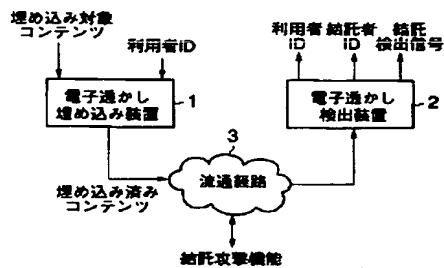 埋め込み対象
コンテンツ
利用者ID
電子透かし
埋め込み装置
1
埋め込み済み
コンテンツ
3
流通経路
結託攻撃機能
利用者
ID
結託者
ID
結託
検出信号
電子透かし
検出装置
2